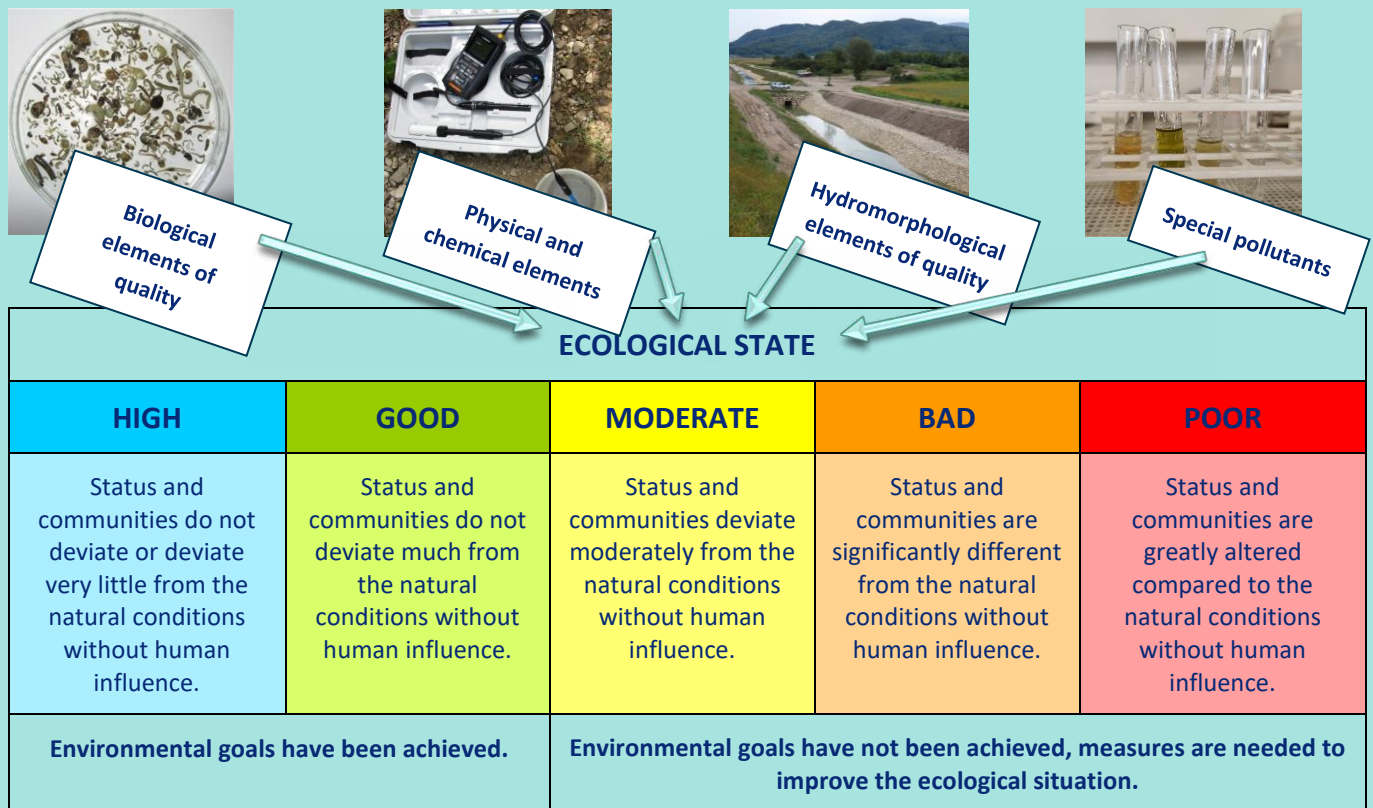 Biological
elements of
quality
Physical and
chemical elements
Hydromorphological
elements of quality
Special pollutants
ECOLOGICAL STATE
HIGH
GOOD
MODERATE
BAD
POOR
Status and
communities do not
deviate or deviate
very little from the
natural conditions
without human
influence.
Status and
communities do not
deviate much from
the natural
conditions without
human influence.
Status and
communities deviate
moderately from the
natural conditions
without human
influence.
Status and
communities are
significantly different
from the natural
conditions without
human influence.
Status and
communities are
greatly altered
compared to the
natural conditions
without human
influence.
Environmental goals have been achieved.
Environmental goals have not been achieved, measures are needed to
improve the ecological situation.